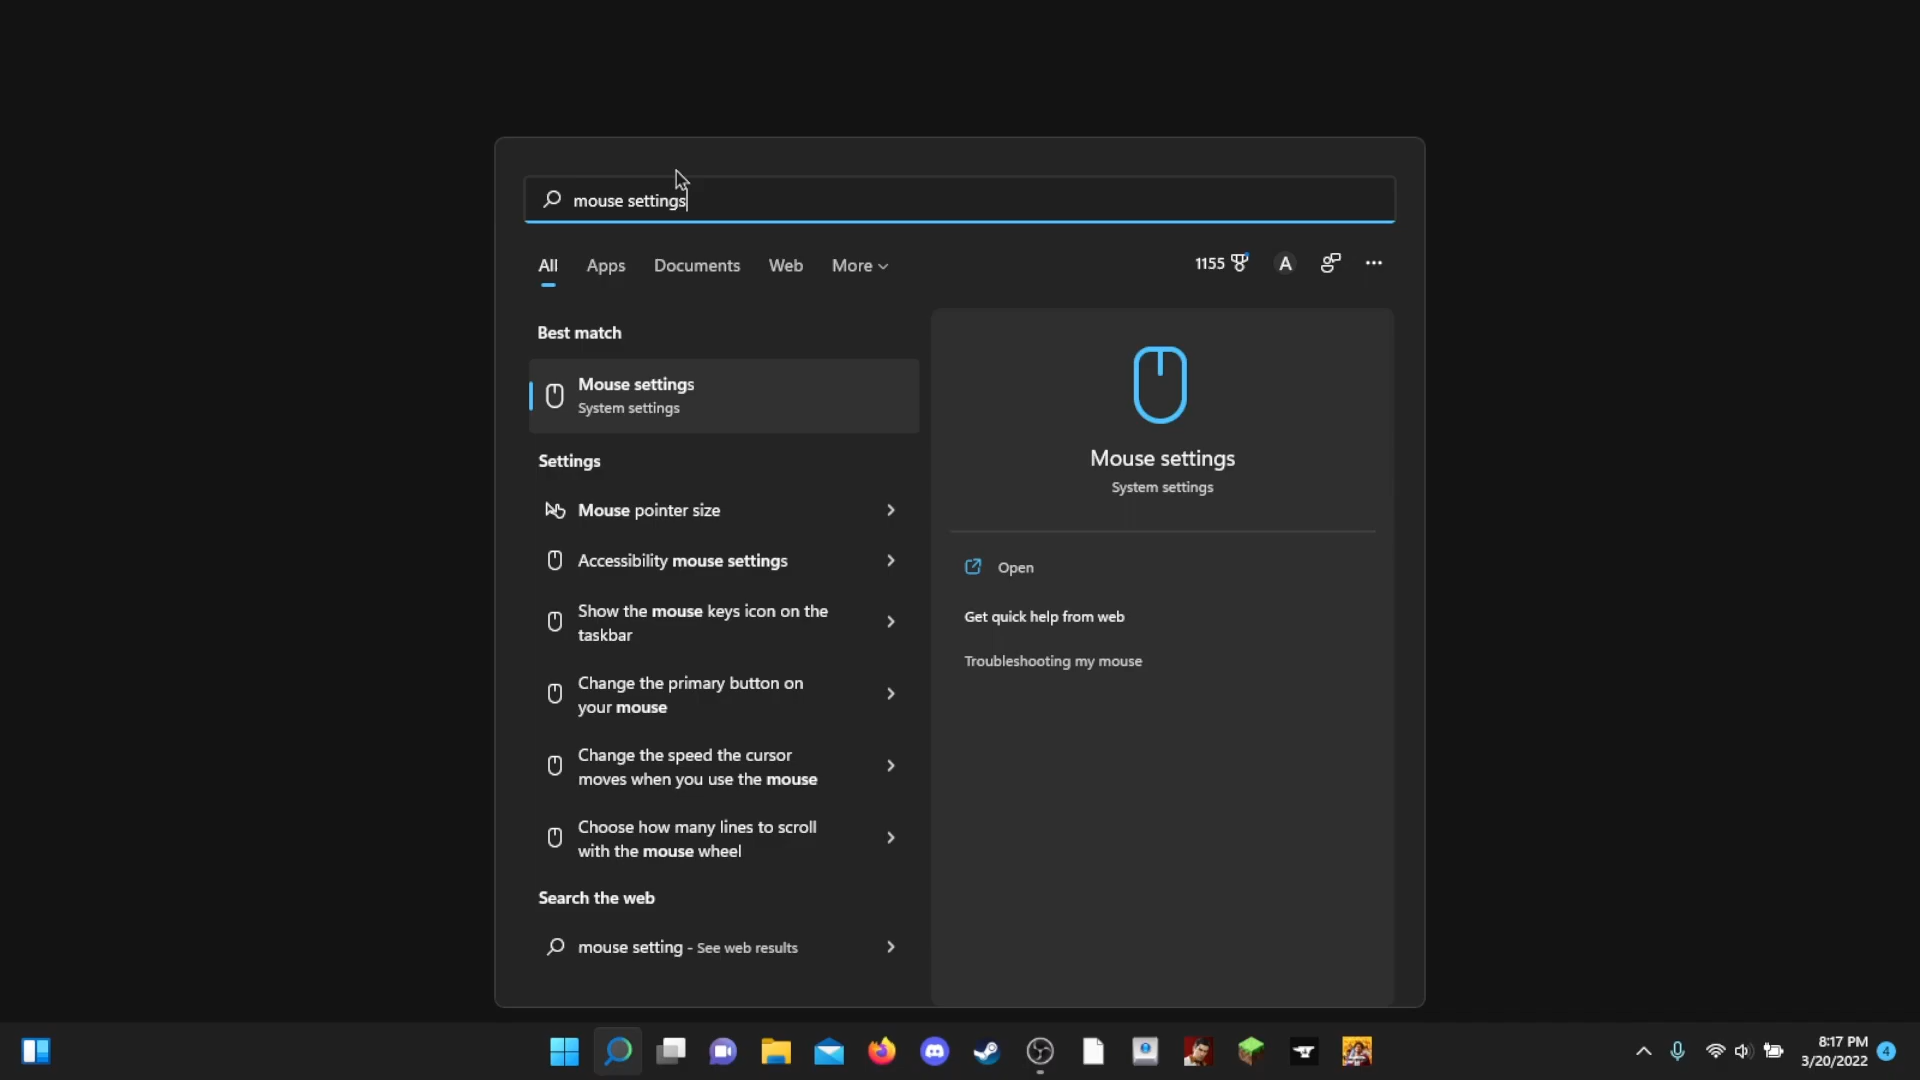 mouse settings
All Apps Documents Web More
1155 A
Best match
Mouse settings
System settings
Settings
Mouse pointer size
Accessibility mouse settings
Show the mouse keys icon on the
taskbar
Change the primary button on
your mouse
Change the speed the cursor
moves when you use the mouse
Choose how many lines to scroll
with the mouse wheel
Search the web
mouse setting - See web results
Mouse settings
System settings
Open
Get quick help from web
Troubleshooting my mouse
8:17 PM
3/20/2022
4